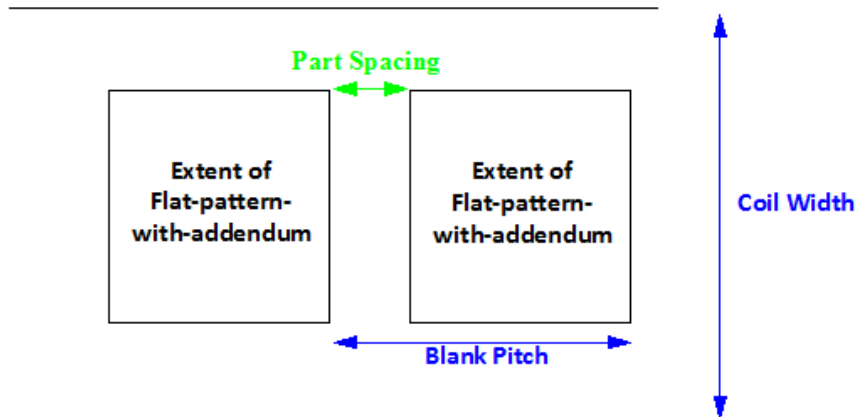 Part Spacing
Extent of
Flat-pattern-
with-addendum
Extent of
Flat-pattern-
with-addendum
Coil Width
Blank Pitch